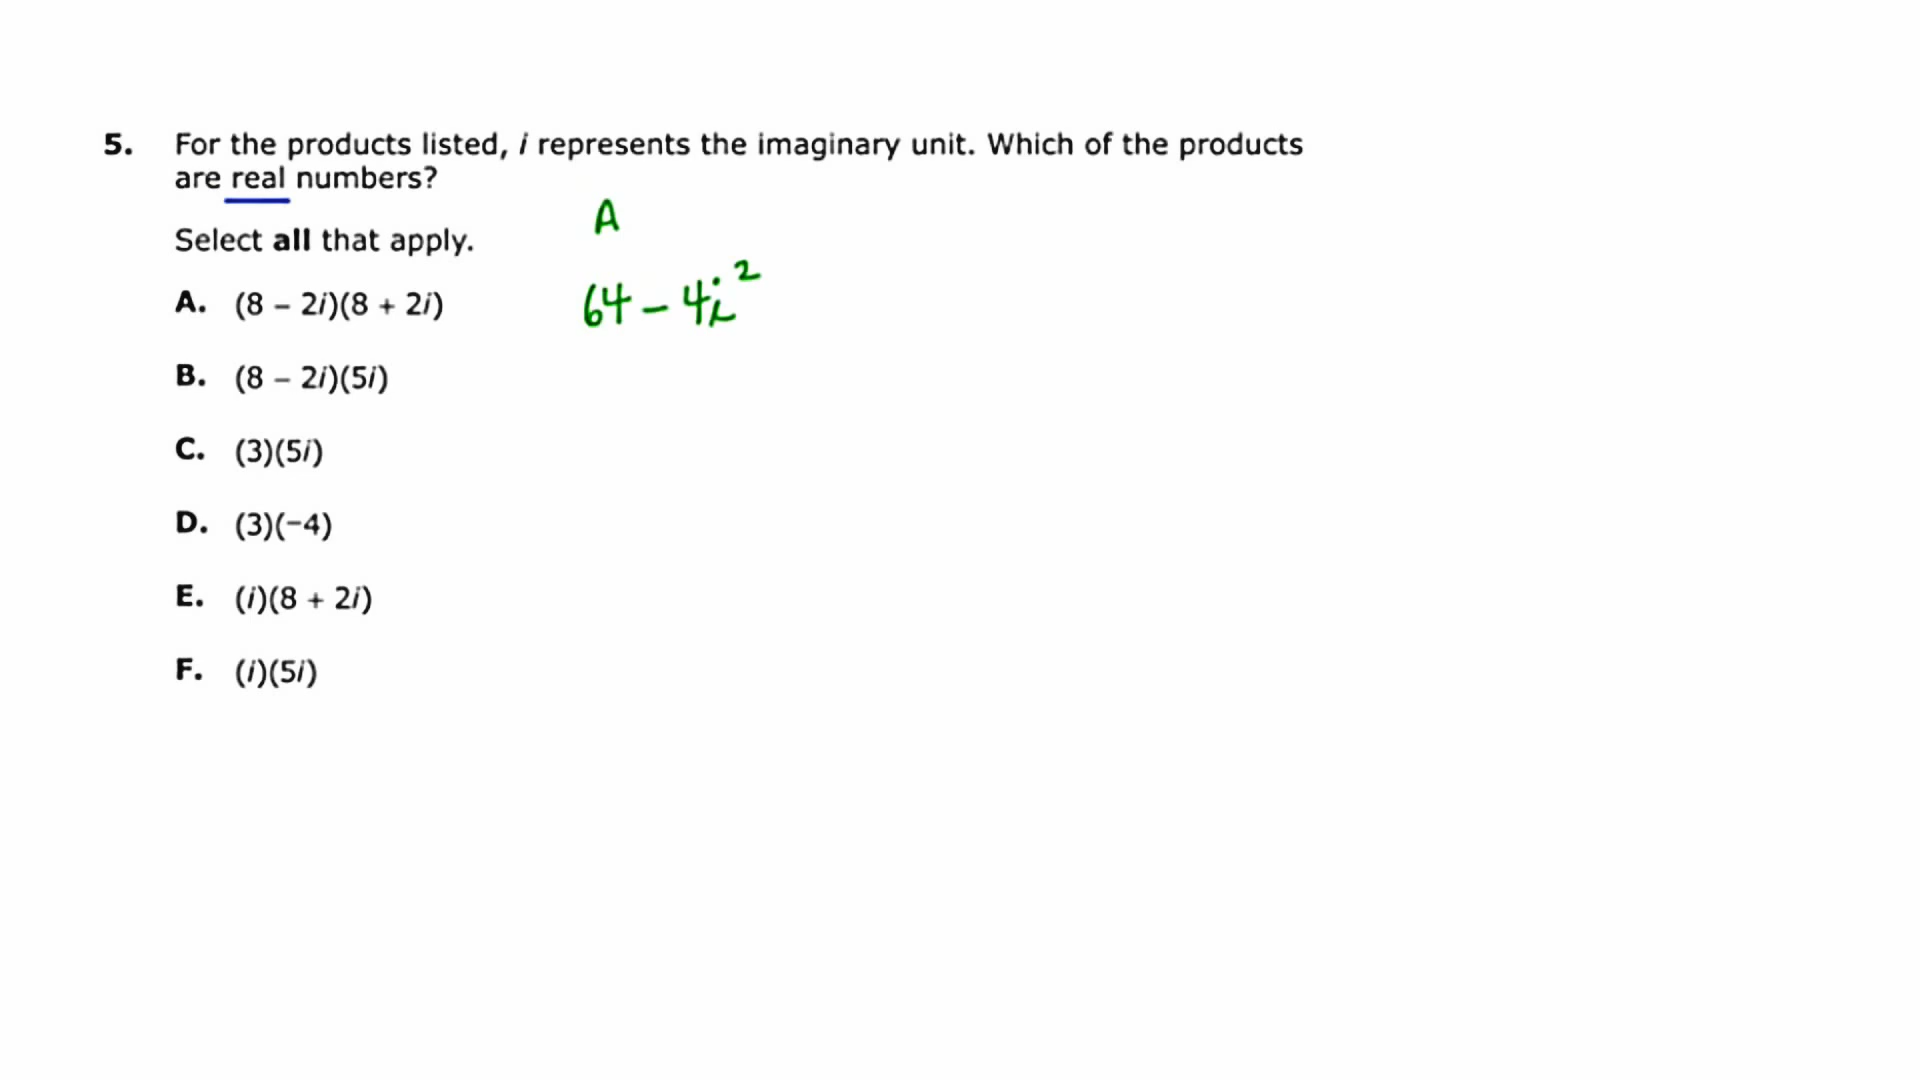 5. For the products listed, i represents the imaginary unit. Which of the products
are real numbers?
Select all that apply.
A
A. (8 – 2i)(8 + 2i)
64 – 4i²
B. (8 – 2i)(5i)
C. (3)(5i)
D. (3)(−4)
E. (i)(8 + 2i)
F. (i)(5i)